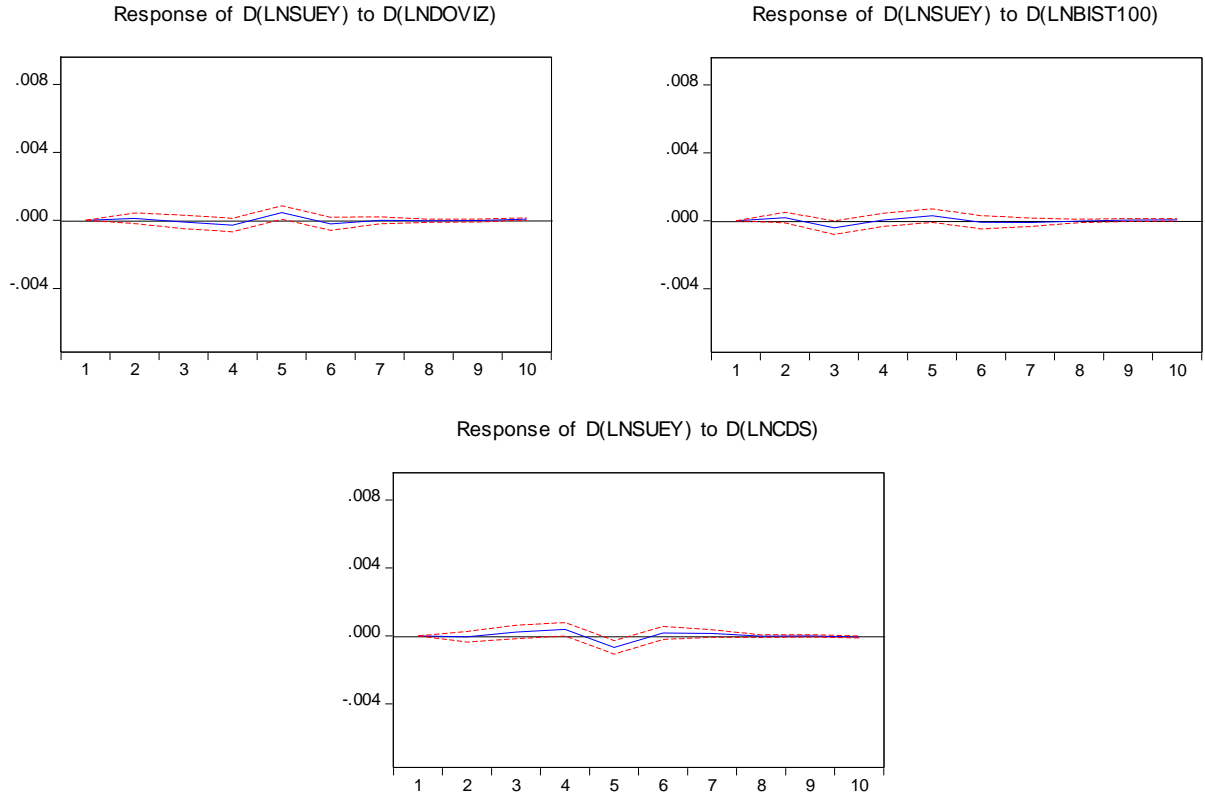 Response of D(LNSUEY) to D(LNDOVIZ)
.008
.004
.000
-.004
1 2 3 4 5 6 7 8 9 10
Response of D(LNSUEY) to D(LNBIST100)
.008
.004
.000
-.004
1 2 3 4 5 6 7 8 9 10
Response of D(LNSUEY) to D(LNCDS)
.008
.004
.000
-.004
1 2 3 4 5 6 7 8 9 10